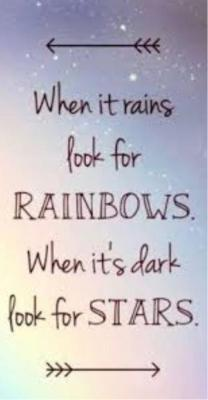 When it rains
look for
RAINBOWS.
When it's dark
look for STARS.